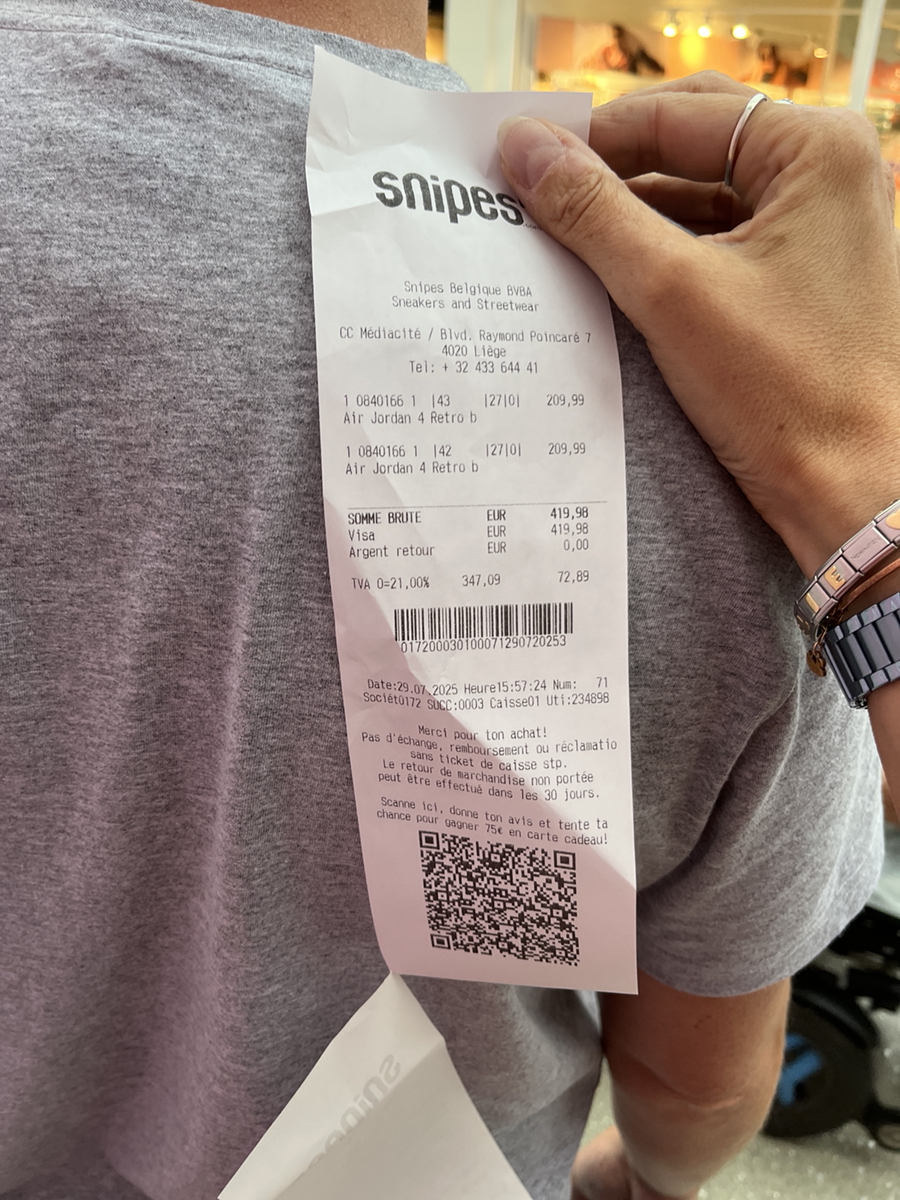 snipes
Snipes Belgique BVBA
Sneakers and Streetwear
CC Médiacité / Blvd. Raymond Poincaré 7
4020 Liège
Tel: + 32 433 644 41
1 0840166 1 |43 |27|0| 209,99
Air Jordan 4 Retro b
1 0840166 1 |42 |27|0| 209,99
Air Jordan 4 Retro b
SOMME BRUTE EUR 419,98
Visa EUR 419,98
Argent retour EUR 0,00
TVA 0=21,00% 347,09 72,89
017200030100071290720253
Date:29.07.2025 Heure15:57:24 Num: 71
Sociét0172 SUCC:0003 Caisse01 Uti:234898
Merci pour ton achat!
Pas d'échange, remboursement ou réclamatio
sans ticket de caisse stp.
Le retour de marchandise non portée
peut être effectué dans les 30 jours.
Scanne ici, donne ton avis et tente ta
chance pour gagner 75€ en carte cadeau!
snipes